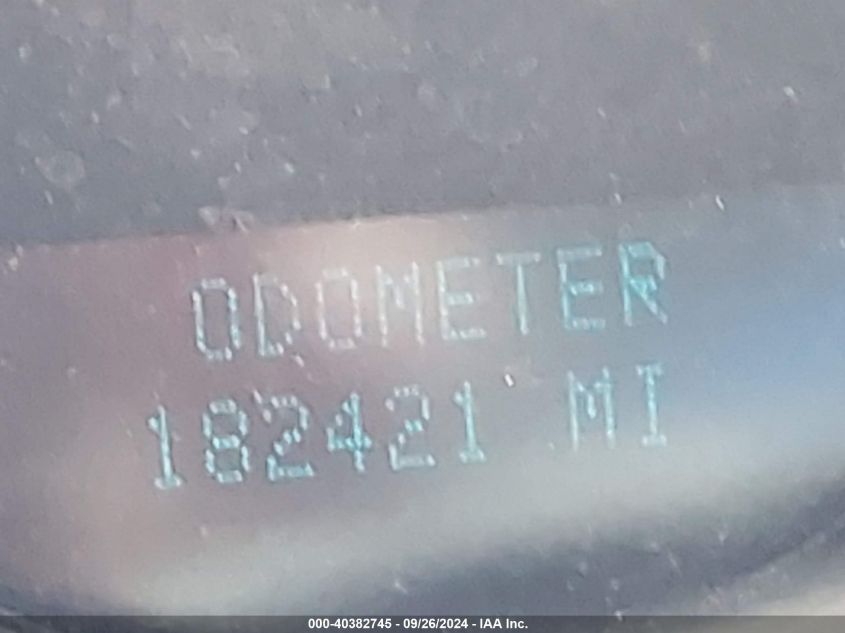 ODOMETER
182421 MI
000-40382745 - 09/26/2024 - IAA Inc.